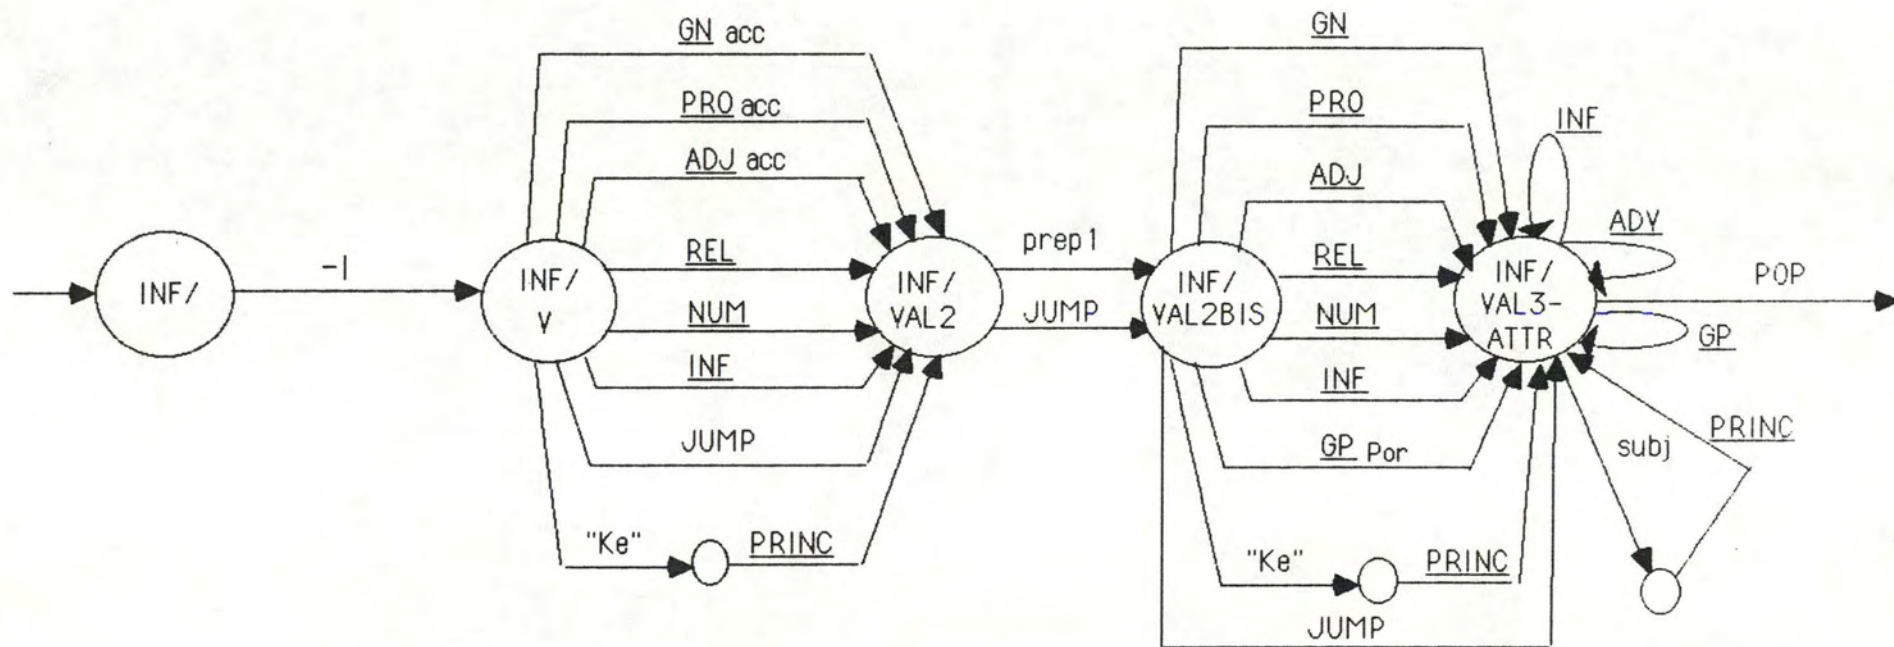 GN acc
PRO acc
ADJ acc
REL
NUM
INF
JUMP
"Ke"
PRINC
INF/
-I
INF/
V
INF/
VAL2
prep1
JUMP
INF/
VAL2BIS
GN
PRO
ADJ
REL
NUM
INF
GP Por
"Ke"
PRINC
JUMP
INF/
VAL3-
ATTR
INF
ADV
POP
GP
subj
PRINC